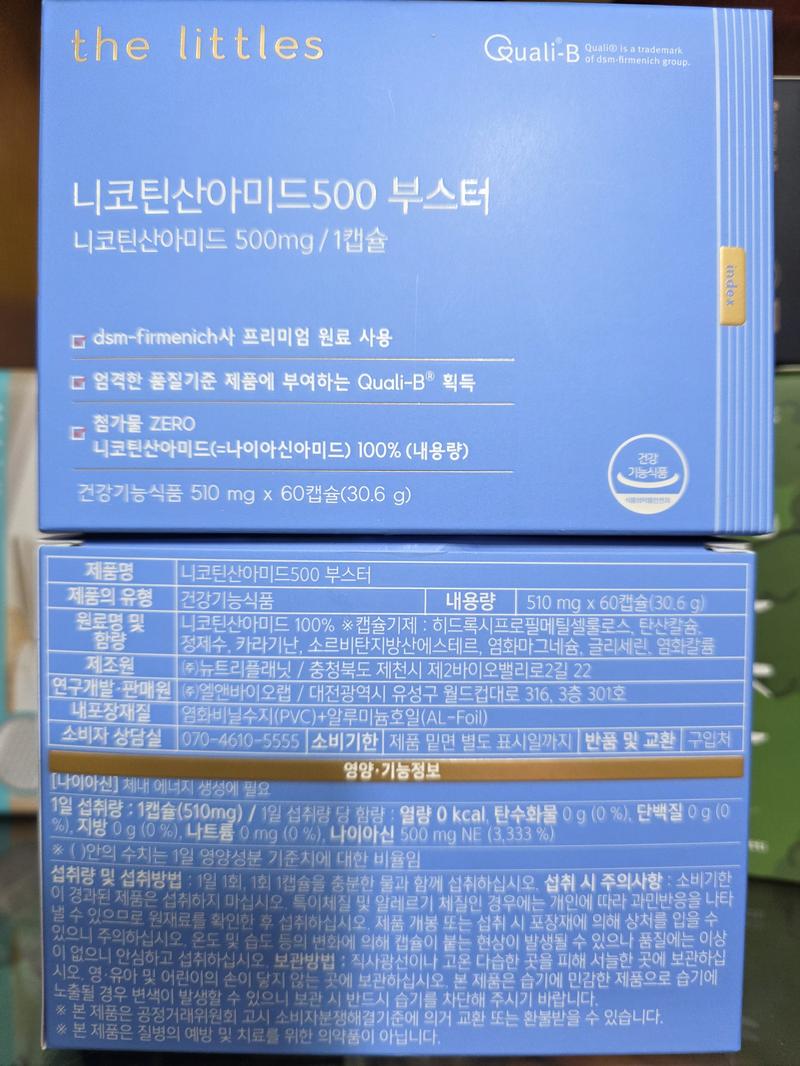 the littles
Quali®-B Quali® is a trademark
of dsm-firmenich group.
니코틴산아미드500 부스터
니코틴산아미드 500mg / 1캡슐
index
dsm-firmenich사 프리미엄 원료 사용
엄격한 품질기준 제품에 부여하는 Quali-B® 획득
첨가물 ZERO
니코틴산아미드(=나이아신아미드) 100% (내용량)
건강기능식품 510 mg x 60캡슐(30.6 g)
건강
기능식품
식품의약품안전처
제품명 니코틴산아미드500 부스터
제품의 유형 건강기능식품 내용량 510 mg x 60캡슐(30.6 g)
원료명 및 함량 니코틴산아미드 100% ※캡슐기제 : 히드록시프로필메틸셀룰로스, 탄산칼슘,
정제수, 카라기난, 소르비탄지방산에스테르, 염화마그네슘, 글리세린, 염화칼륨
제조원 ㈜뉴트리플래닛 / 충청북도 제천시 제2바이오밸리로2길 22
연구개발·판매원 ㈜엘앤바이오랩 / 대전광역시 유성구 월드컵대로 316, 3층 301호
내포장재질 염화비닐수지(PVC)+알루미늄호일(AL-Foil)
소비자 상담실 070-4610-5555 소비기한 제품 밑면 별도 표시일까지 반품 및 교환 구입처
영양·기능정보
[나이아신] 체내 에너지 생성에 필요
1일 섭취량 : 1캡슐(510mg) / 1일 섭취량 당 함량 : 열량 0 kcal, 탄수화물 0 g (0 %), 단백질 0 g (0
%), 지방 0 g (0 %), 나트륨 0 mg (0 %), 나이아신 500 mg NE (3,333 %)
※ ( )안의 수치는 1일 영양성분 기준치에 대한 비율임
섭취량 및 섭취방법 : 1일 1회, 1회 1캡슐을 충분한 물과 함께 섭취하십시오. 섭취 시 주의사항 : 소비기한
이 경과된 제품은 섭취하지 마십시오. 특이체질 및 알레르기 체질인 경우에는 개인에 따라 과민반응을 나타
낼 수 있으므로 원재료를 확인한 후 섭취하십시오. 제품 개봉 또는 섭취 시 포장재에 의해 상처를 입을 수
있으니 주의하십시오. 온도 및 습도 등의 변화에 의해 캡슐이 붙는 현상이 발생될 수 있으나 품질에는 이상
이 없으니 안심하고 섭취하십시오. 보관방법 : 직사광선이나 고온 다습한 곳을 피해 서늘한 곳에 보관하십
시오. 영·유아 및 어린이의 손이 닿지 않는 곳에 보관하십시오. 본 제품은 습기에 민감한 제품으로 습기에
노출될 경우 변색이 발생할 수 있으니 보관 시 반드시 습기를 차단해 주시기 바랍니다.
※ 본 제품은 공정거래위원회 고시 소비자분쟁해결기준에 의거 교환 또는 환불받을 수 있습니다.
※ 본 제품은 질병의 예방 및 치료를 위한 의약품이 아닙니다.